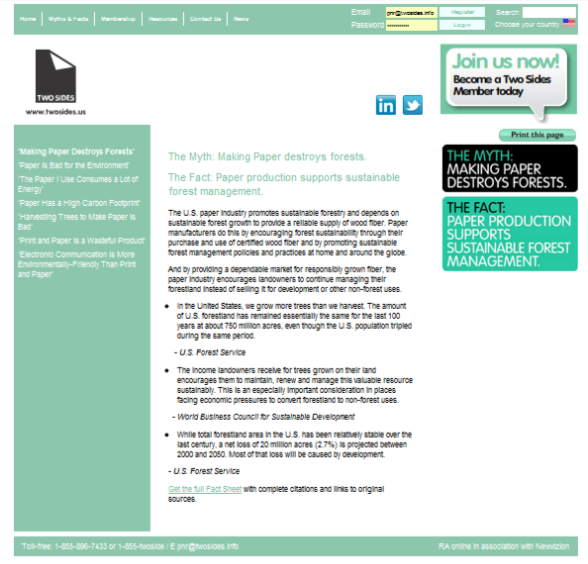 Home
Myths & Facts
Membership
Resources
Contact Us
News
Email
pnr@twosides.info
Register
Search:
Password
••••••••••
Login
Choose your country
TWO SIDES
www.twosides.us
Join us now!
Become a Two Sides
Member today
Print this page
'Making Paper Destroys Forests'
'Paper is Bad for the Environment'
'The Paper I Use Consumes a Lot of
Energy'
'Paper Has a High Carbon Footprint'
'Harvesting Trees to Make Paper is
Bad'
'Print and Paper is a Wasteful Product'
'Electronic Communication is More
Environmentally-Friendly Than Print
and Paper'
The Myth: Making Paper destroys forests.
The Fact: Paper production supports sustainable
forest management.
The U.S. paper industry promotes sustainable forestry and depends on
sustainable forest growth to provide a reliable supply of wood fiber. Paper
manufacturers do this by encouraging forest sustainability through their
purchase and use of certified wood fiber and by promoting sustainable
forest management policies and practices at home and around the globe.
And by providing a dependable market for responsibly grown fiber, the
paper industry encourages landowners to continue managing their
forestland instead of selling it for development or other non-forest uses.
• In the United States, we grow more trees than we harvest. The amount
of U.S. forestland has remained essentially the same for the last 100
years at about 750 million acres, even though the U.S. population tripled
during the same period.
- U.S. Forest Service
• The income landowners receive for trees grown on their land
encourages them to maintain, renew and manage this valuable resource
sustainably. This is an especially important consideration in places
facing economic pressures to convert forestland to non-forest uses.
- World Business Council for Sustainable Development
• While total forestland area in the U.S. has been relatively stable over the
last century, a net loss of 20 million acres (2.7%) is projected between
2000 and 2050. Most of that loss will be caused by development.
- U.S. Forest Service
Get the full Fact Sheet with complete citations and links to original
sources.
THE MYTH:
MAKING PAPER
DESTROYS FORESTS.
THE FACT:
PAPER PRODUCTION
SUPPORTS
SUSTAINABLE FOREST
MANAGEMENT.
Toll-free: 1-855-896-7433 or 1-855-twoside / E pnr@twosides.info
RA online in association with Newvizion